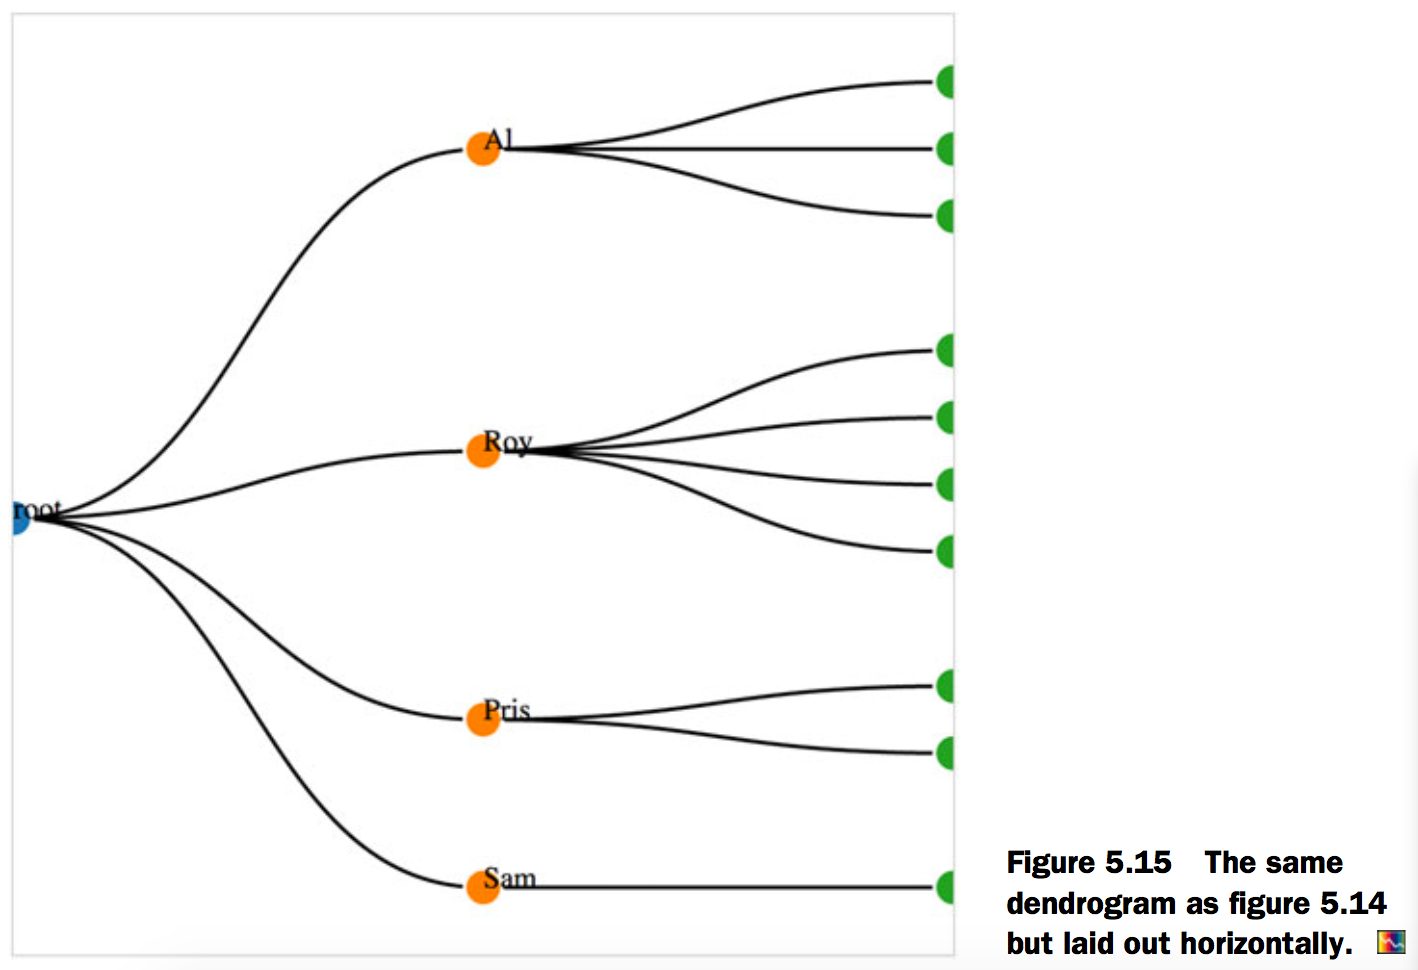 Al
Roy
root
Pris
Sam
Figure 5.15 The same
dendrogram as figure 5.14
but laid out horizontally.